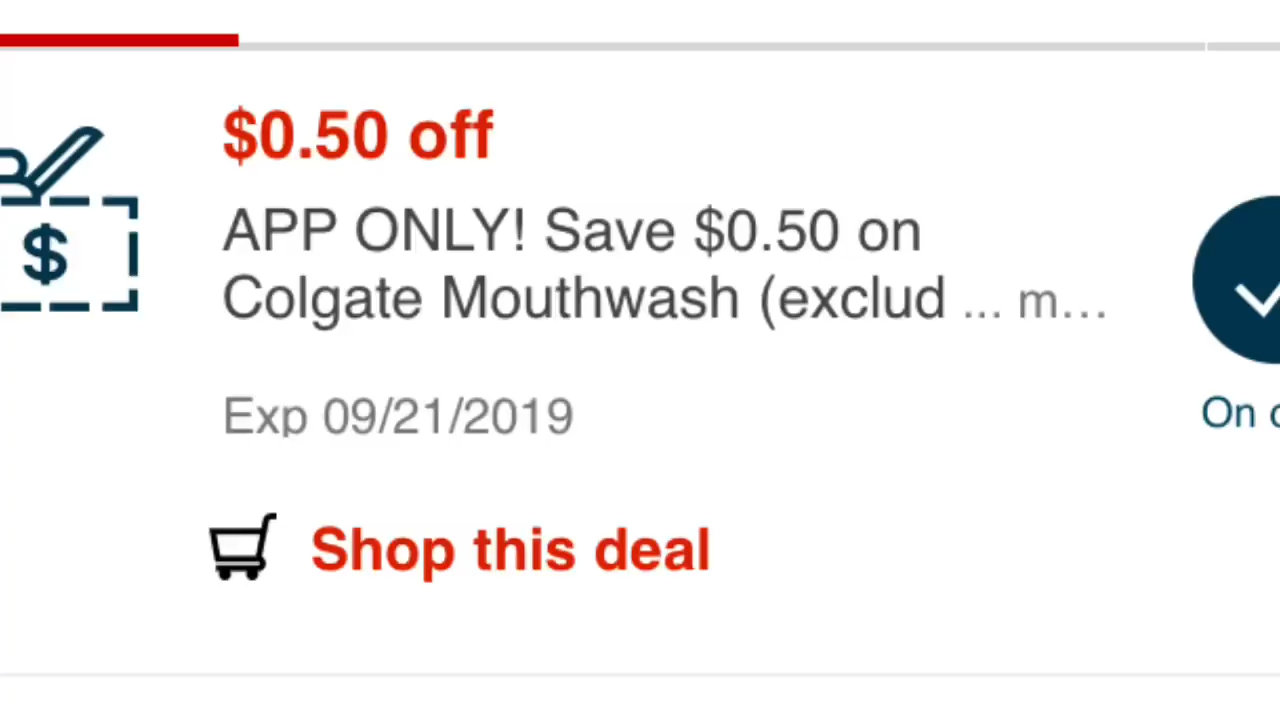 $0.50 off
APP ONLY! Save $0.50 on
Colgate Mouthwash (exclud ... m...
Exp 09/21/2019
On
Shop this deal
$